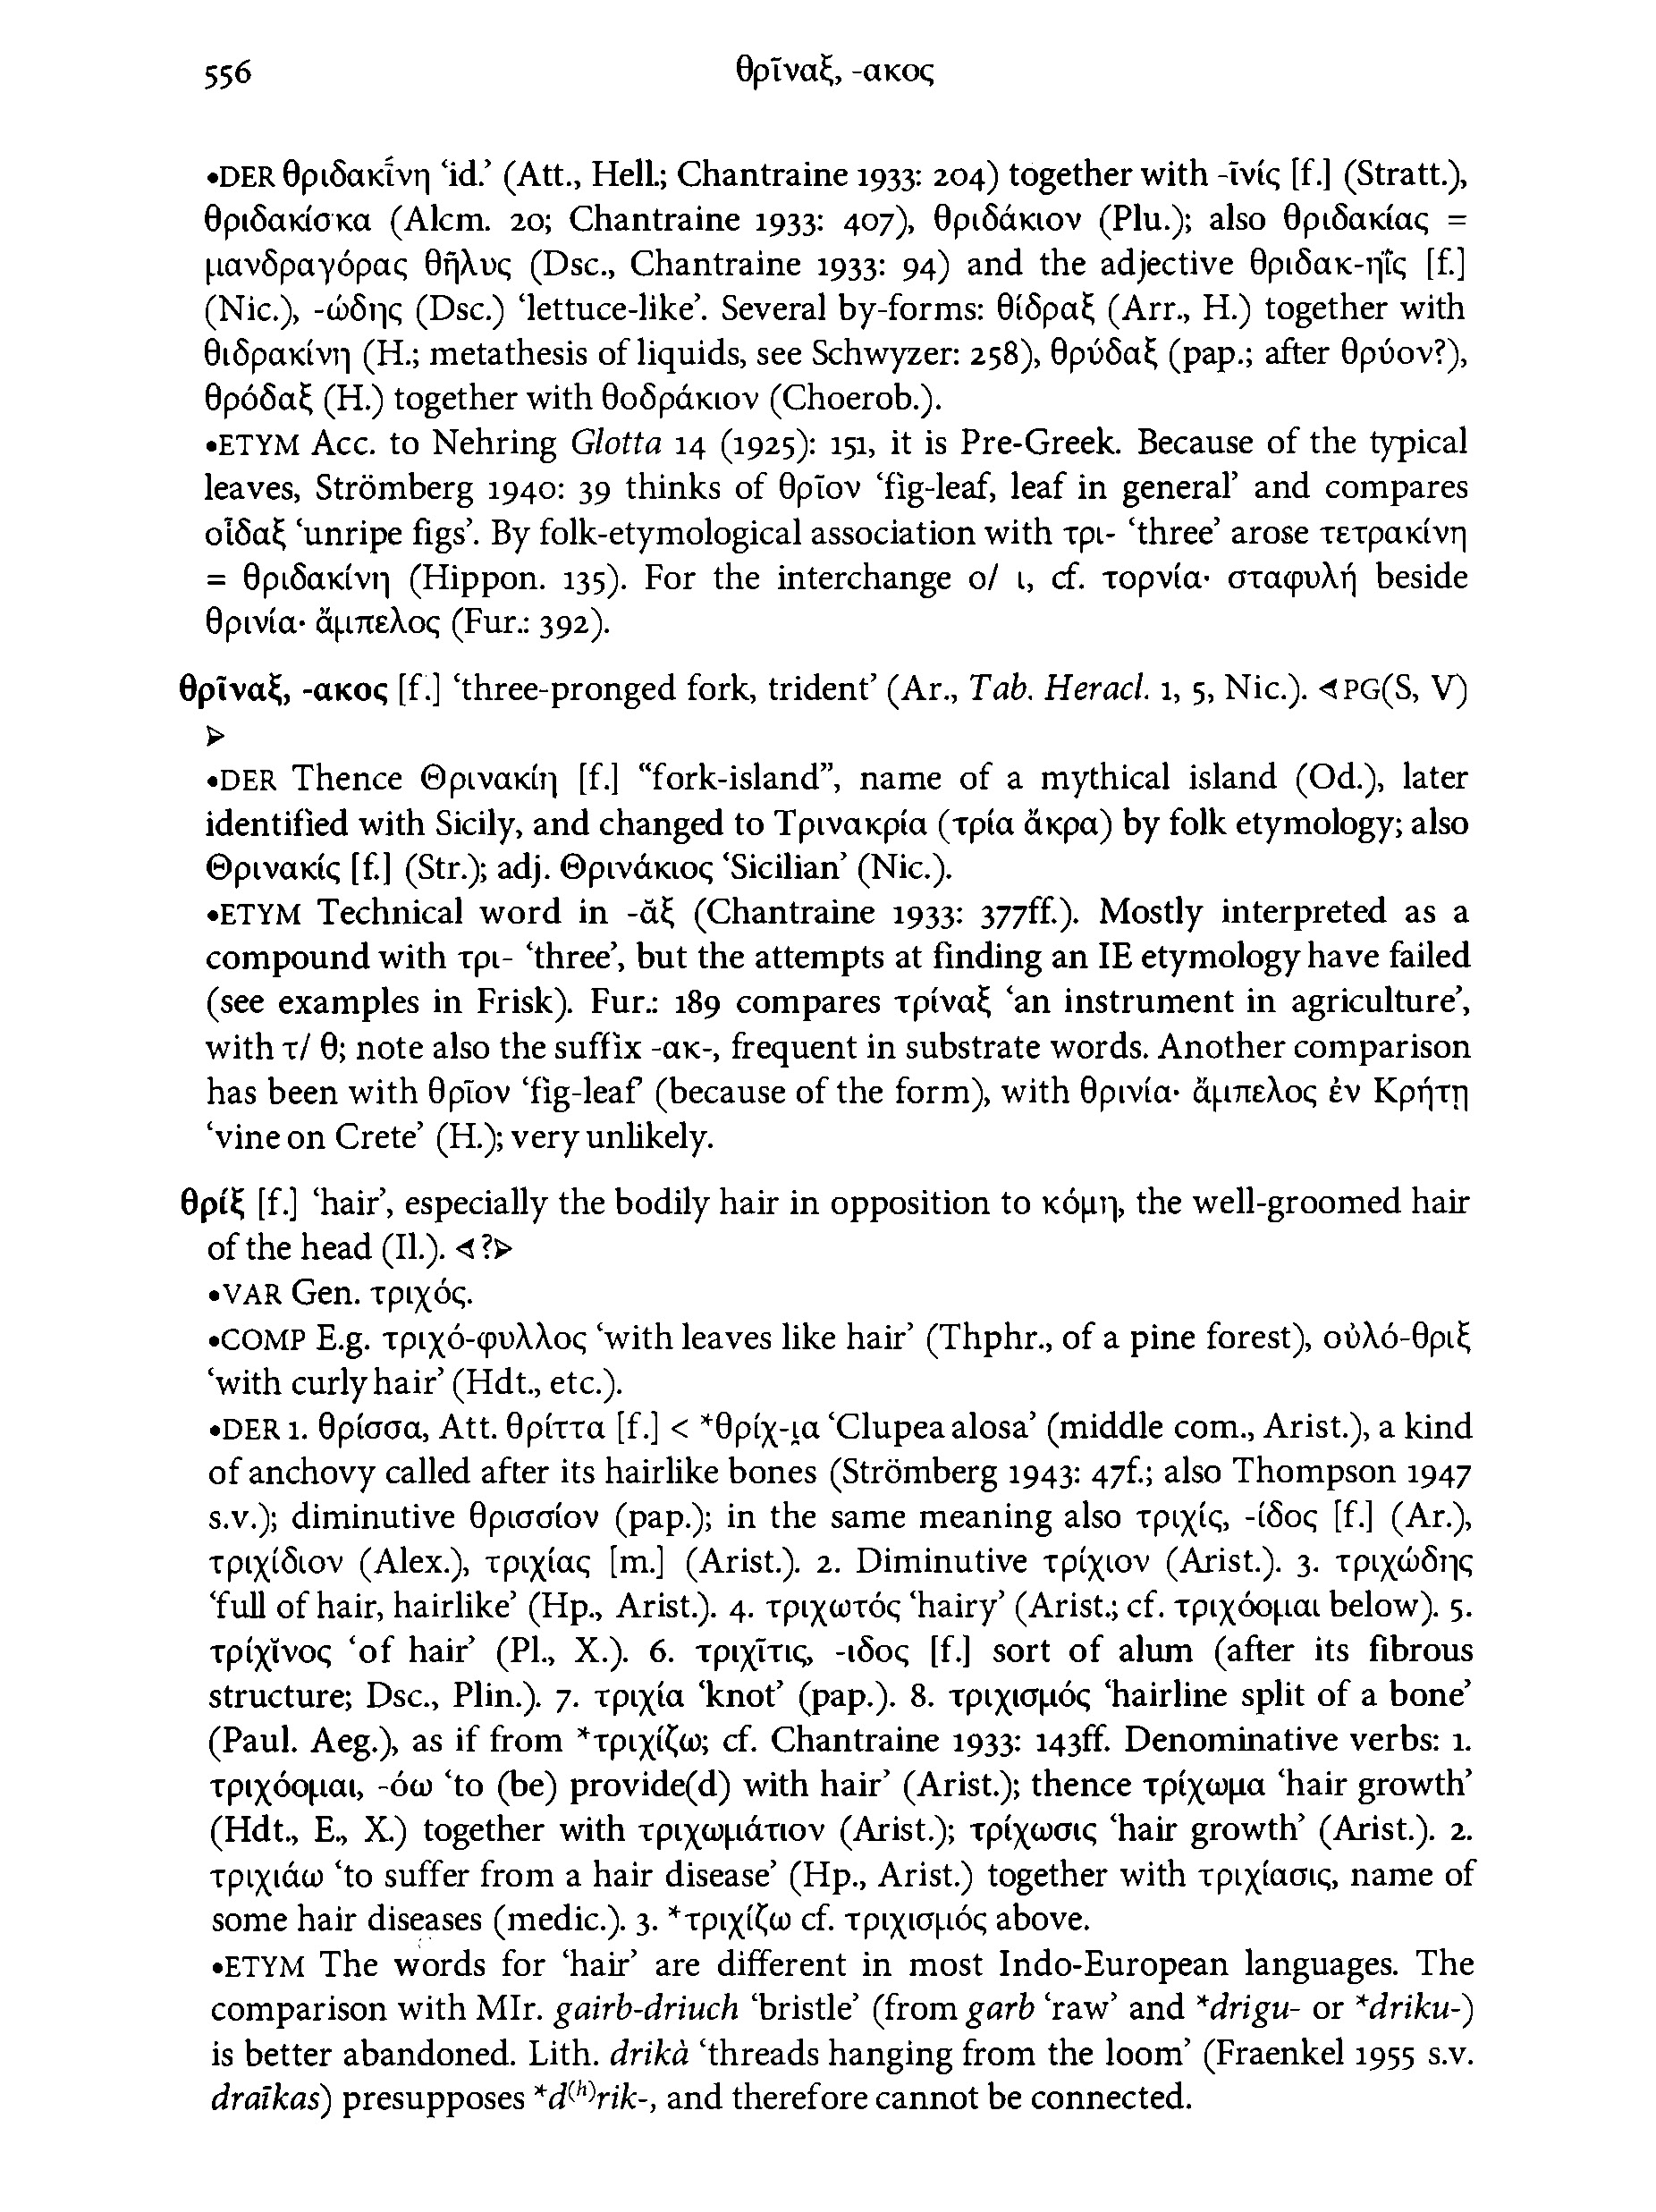 556
θρῖναξ, -ακος
•DER θριδακῑ́νη ‘id.’ (Att., Hell.; Chantraine 1933: 204) together with -ῑνίς [f.] (Stratt.),
θριδακίσκα (Alcm. 20; Chantraine 1933: 407), θριδάκιον (Plu.); also θριδακίας =
μανδραγόρας θῆλυς (Dsc., Chantraine 1933: 94) and the adjective θριδακ-ηΐς [f.]
(Nic.), -ώδης (Dsc.) ‘lettuce-like’. Several by-forms: θίδραξ (Arr., H.) together with
θιδρακίνη (H.; metathesis of liquids, see Schwyzer: 258), θρύδαξ (pap.; after θρύον?),
θρόδαξ (H.) together with θοδράκιον (Choerob.).
•ETYM Acc. to Nehring Glotta 14 (1925): 151, it is Pre-Greek. Because of the typical
leaves, Strömberg 1940: 39 thinks of θρῖον ‘fig-leaf, leaf in general’ and compares
οἶδαξ ‘unripe figs’. By folk-etymological association with τρι- ‘three’ arose τετρακίνη
= θριδακίνη (Hippon. 135). For the interchange ο/ ι, cf. τορνία· σταφυλή beside
θρινία· ἄμπελος (Fur.: 392).
θρῖναξ, -ακος [f.] ‘three-pronged fork, trident’ (Ar., Tab. Heracl. 1, 5, Nic.). ⊲PG(S, V)
⊳
•DER Thence Θρινακίη [f.] “fork-island”, name of a mythical island (Od.), later
identified with Sicily, and changed to Τρινακρία (τρία ἄκρα) by folk etymology; also
Θρινακίς [f.] (Str.); adj. Θρινάκιος ‘Sicilian’ (Nic.).
•ETYM Technical word in -ᾰξ (Chantraine 1933: 377ff.). Mostly interpreted as a
compound with τρι- ‘three’, but the attempts at finding an IE etymology have failed
(see examples in Frisk). Fur.: 189 compares τρίναξ ‘an instrument in agriculture’,
with τ/ θ; note also the suffix -ακ-, frequent in substrate words. Another comparison
has been with θρῖον ‘fig-leaf’ (because of the form), with θρινία· ἄμπελος ἐν Κρήτῃ
‘vine on Crete’ (H.); very unlikely.
θρίξ [f.] ‘hair’, especially the bodily hair in opposition to κόμη, the well-groomed hair
of the head (Il.). ⊲?⊳
•VAR Gen. τριχός.
•COMP E.g. τριχό-φυλλος ‘with leaves like hair’ (Thphr., of a pine forest), οὐλό-θριξ
‘with curly hair’ (Hdt., etc.).
•DER 1. θρίσσα, Att. θρίττα [f.] < *θρίχ-ι̯α ‘Clupea alosa’ (middle com., Arist.), a kind
of anchovy called after its hairlike bones (Strömberg 1943: 47f.; also Thompson 1947
s.v.); diminutive θρισσίον (pap.); in the same meaning also τριχίς, -ίδος [f.] (Ar.),
τριχίδιον (Alex.), τριχίας [m.] (Arist.). 2. Diminutive τρίχιον (Arist.). 3. τριχώδης
‘full of hair, hairlike’ (Hp., Arist.). 4. τριχωτός ‘hairy’ (Arist.; cf. τριχόομαι below). 5.
τρίχῐνος ‘of hair’ (Pl., X.). 6. τριχῖτις, -ιδος [f.] sort of alum (after its fibrous
structure; Dsc., Plin.). 7. τριχία ‘knot’ (pap.). 8. τριχισμός ‘hairline split of a bone’
(Paul. Aeg.), as if from *τριχίζω; cf. Chantraine 1933: 143ff. Denominative verbs: 1.
τριχόομαι, -όω ‘to (be) provide(d) with hair’ (Arist.); thence τρίχωμα ‘hair growth’
(Hdt., E., X.) together with τριχωμάτιον (Arist.); τρίχωσις ‘hair growth’ (Arist.). 2.
τριχιάω ‘to suffer from a hair disease’ (Hp., Arist.) together with τριχίασις, name of
some hair diseases (medic.). 3. *τριχίζω cf. τριχισμός above.
•ETYM The words for ‘hair’ are different in most Indo-European languages. The
comparison with MIr. gairb-driuch ‘bristle’ (from garb ‘raw’ and *drigu- or *driku-)
is better abandoned. Lith. drikà ‘threads hanging from the loom’ (Fraenkel 1955 s.v.
draĩkas) presupposes *d⁽ʰ⁾rik-, and therefore cannot be connected.